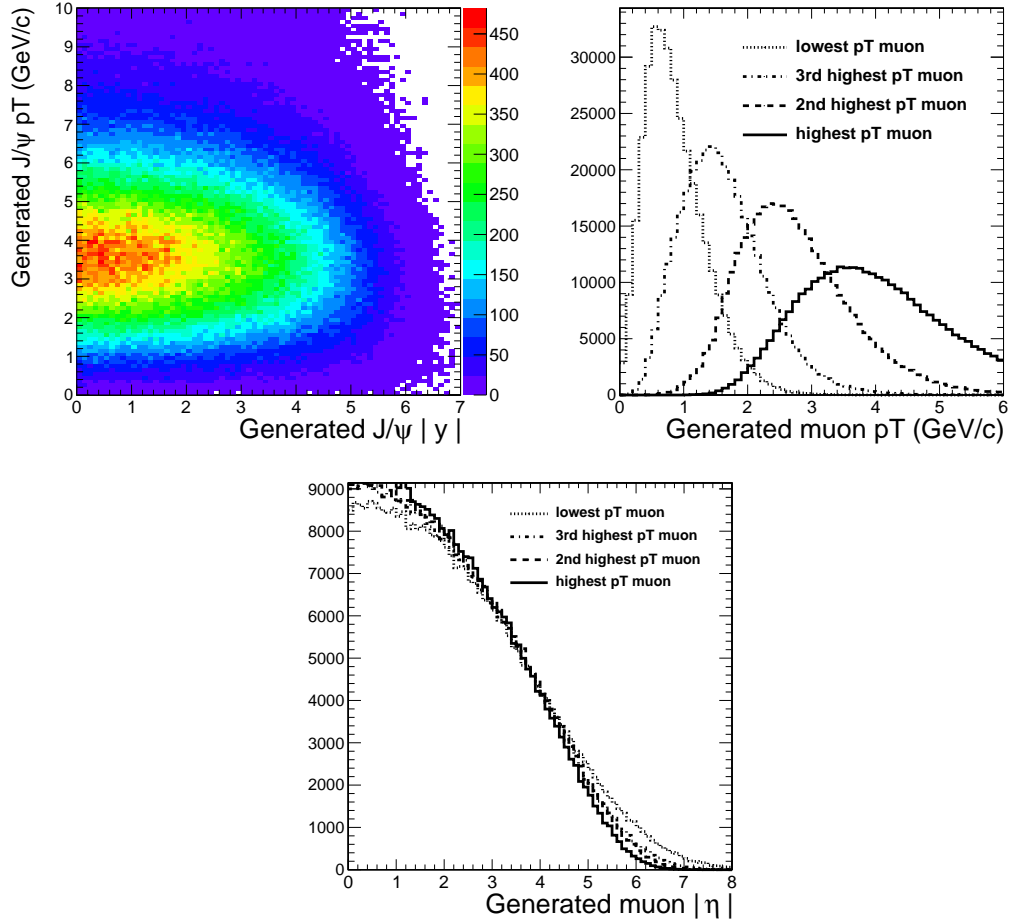 Generated J/ψ pT (GeV/c)
10
9
8
7
6
5
4
3
2
1
0
0 1 2 3 4 5 6 7
Generated J/ψ | y |
450
400
350
300
250
200
150
100
50
0
30000
25000
20000
15000
10000
5000
0
lowest pT muon
3rd highest pT muon
2nd highest pT muon
highest pT muon
0 1 2 3 4 5 6
Generated muon pT (GeV/c)
9000
8000
7000
6000
5000
4000
3000
2000
1000
0
lowest pT muon
3rd highest pT muon
2nd highest pT muon
highest pT muon
0 1 2 3 4 5 6 7 8
Generated muon | η |